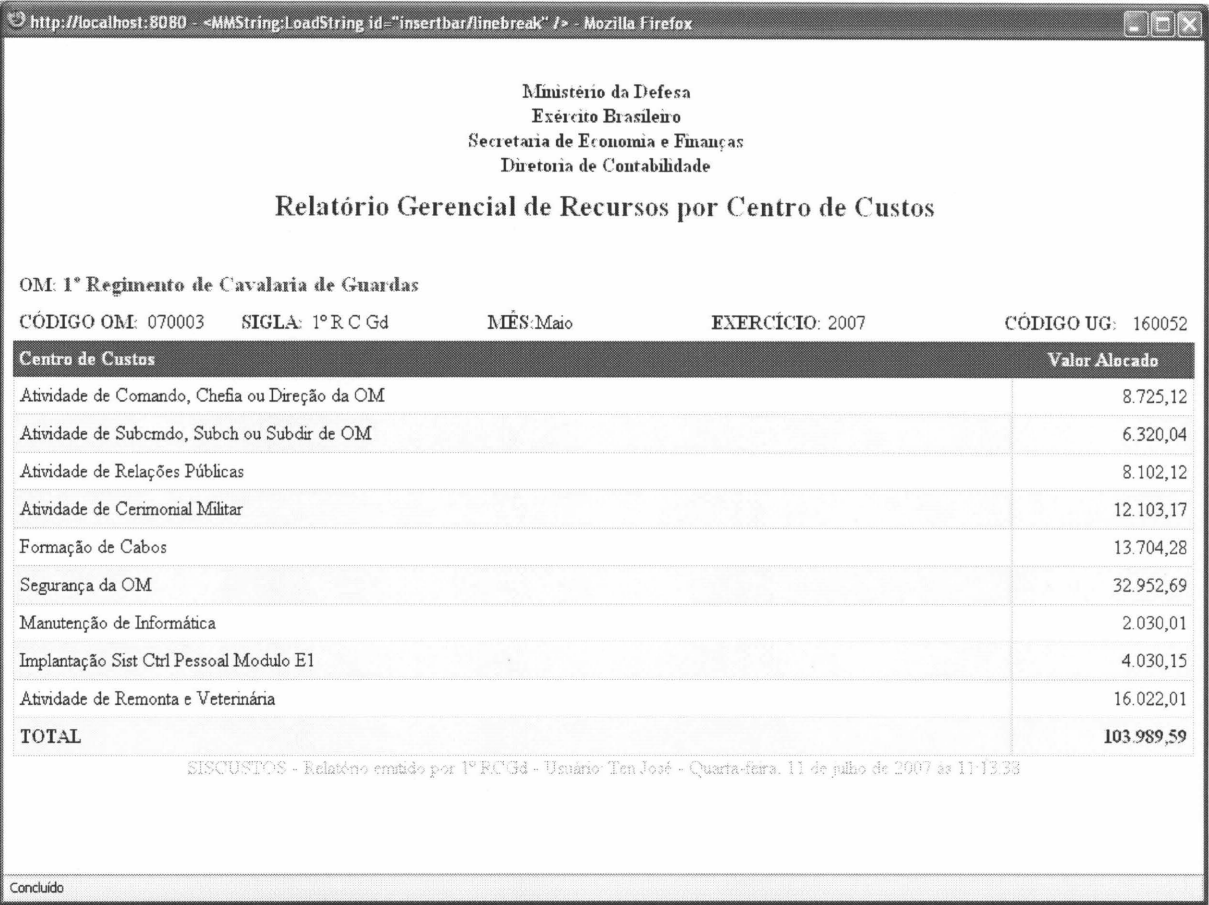 http://localhost:8080 - <MMString:LoadString id="insertbar/linebreak" /> - Mozilla Firefox
Ministério da Defesa
Exército Brasileiro
Secretaria de Economia e Finanças
Diretoria de Contabilidade
Relatório Gerencial de Recursos por Centro de Custos
OM: 1º Regimento de Cavalaria de Guardas
CÓDIGO OM: 070003 SIGLA: 1º R C Gd MÊS:Maio EXERCÍCIO: 2007 CÓDIGO UG: 160052
Centro de Custos Valor Alocado
Atividade de Comando, Chefia ou Direção da OM 8.725,12
Atividade de Subcmdo, Subch ou Subdir de OM 6.320,04
Atividade de Relações Públicas 8.102,12
Atividade de Cerimonial Militar 12.103,17
Formação de Cabos 13.704,28
Segurança da OM 32.952,69
Manutenção de Informática 2.030,01
Implantação Sist Ctrl Pessoal Modulo E1 4.030,15
Atividade de Remonta e Veterinária 16.022,01
TOTAL 103.989,59
SISCUSTOS - Relatório emitido por 1º RCGd - Usuário: Ten José - Quarta-feira, 11 de julho de 2007 às 11:13:38
Concluído